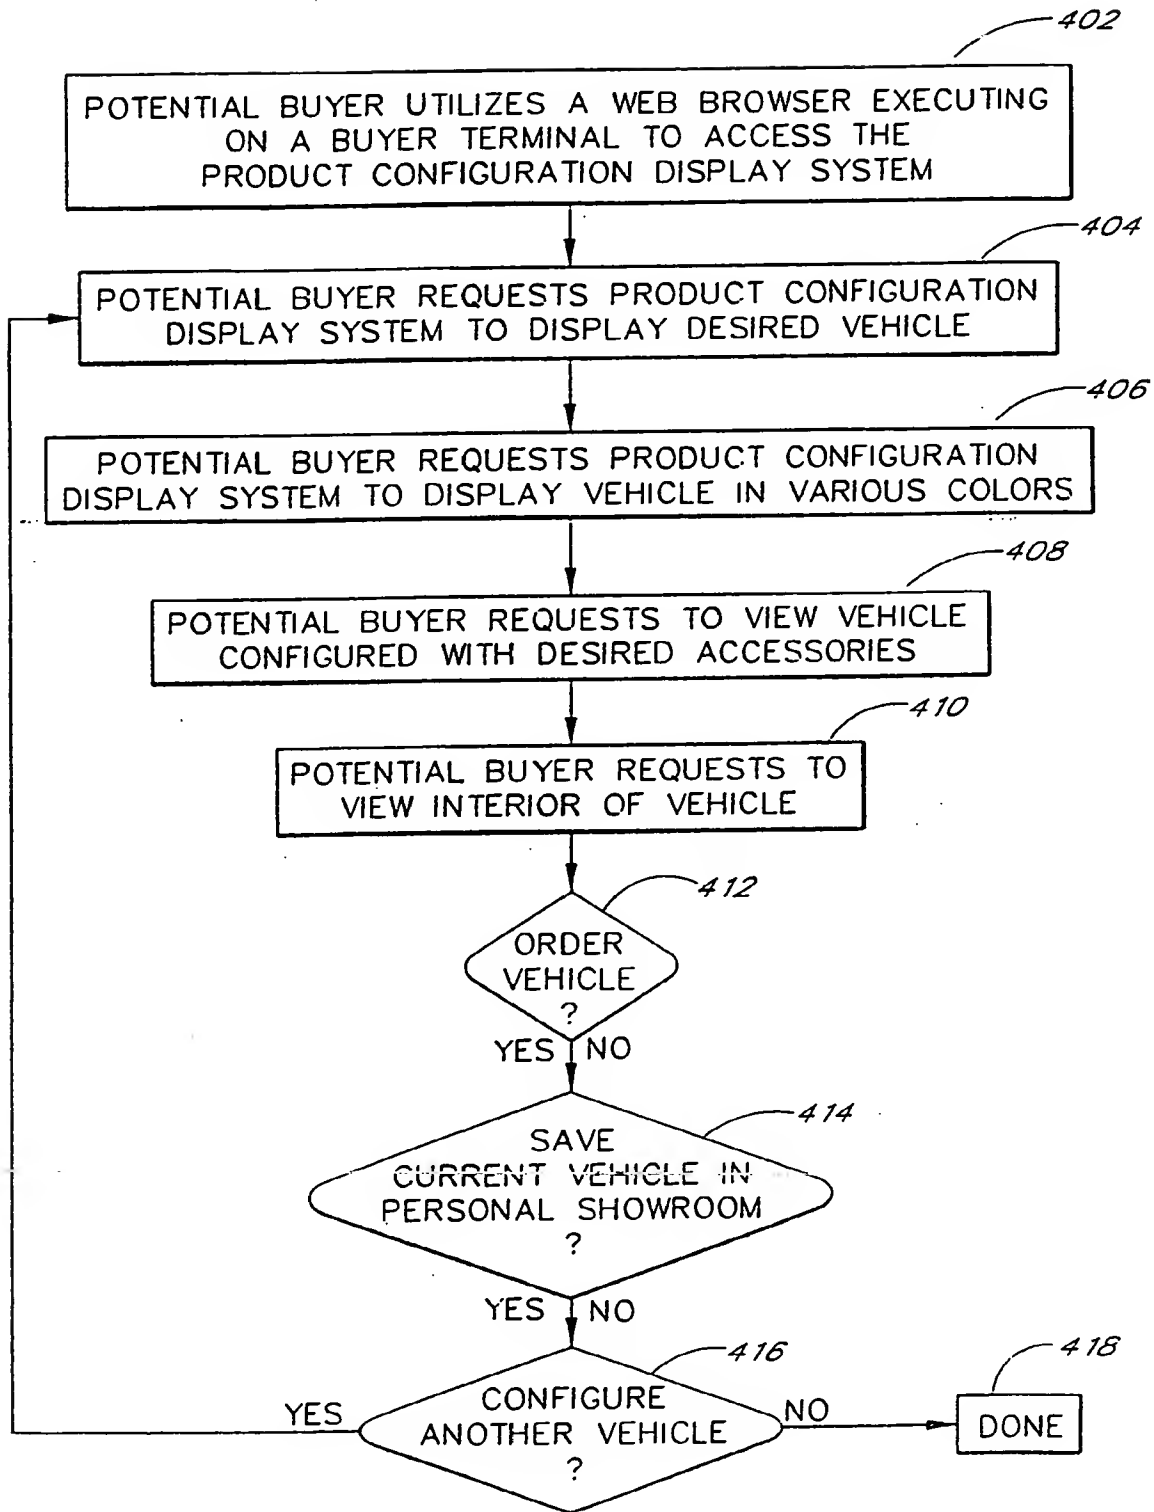 402
POTENTIAL BUYER UTILIZES A WEB BROWSER EXECUTING
ON A BUYER TERMINAL TO ACCESS THE
PRODUCT CONFIGURATION DISPLAY SYSTEM
404
POTENTIAL BUYER REQUESTS PRODUCT CONFIGURATION
DISPLAY SYSTEM TO DISPLAY DESIRED VEHICLE
406
POTENTIAL BUYER REQUESTS PRODUCT CONFIGURATION
DISPLAY SYSTEM TO DISPLAY VEHICLE IN VARIOUS COLORS
408
POTENTIAL BUYER REQUESTS TO VIEW VEHICLE
CONFIGURED WITH DESIRED ACCESSORIES
410
POTENTIAL BUYER REQUESTS TO
VIEW INTERIOR OF VEHICLE
412
ORDER
VEHICLE
?
YES NO
414
SAVE
CURRENT VEHICLE IN
PERSONAL SHOWROOM
?
YES NO
416
418
CONFIGURE
ANOTHER VEHICLE
?
YES
NO
DONE